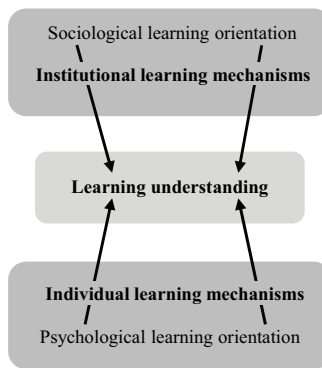 Sociological learning orientation
Institutional learning mechanisms
Learning understanding
Individual learning mechanisms
Psychological learning orientation